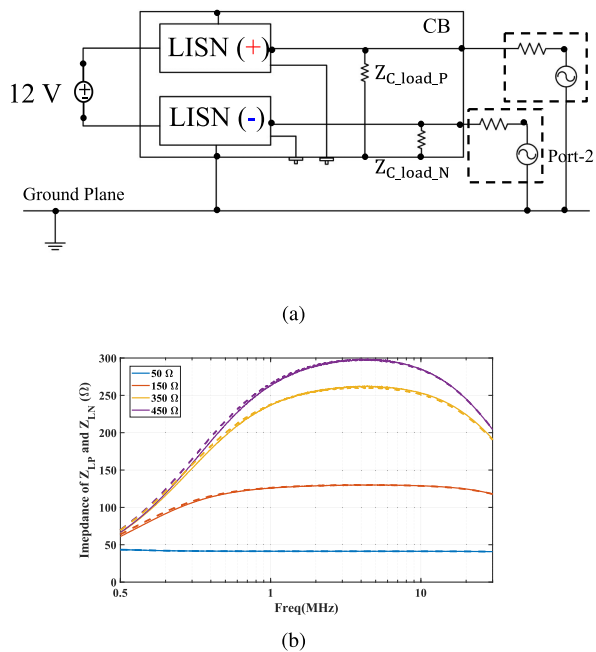 CB
LISN (+)
Z_C_load_P
12 V
LISN (-)
Port-2
Z_C_load_N
Ground Plane
(a)
300
250
200
150
100
50
0
50 Ω
150 Ω
350 Ω
450 Ω
Imepdance of Z_LP and Z_LN (Ω)
0.5
1
10
Freq(MHz)
(b)